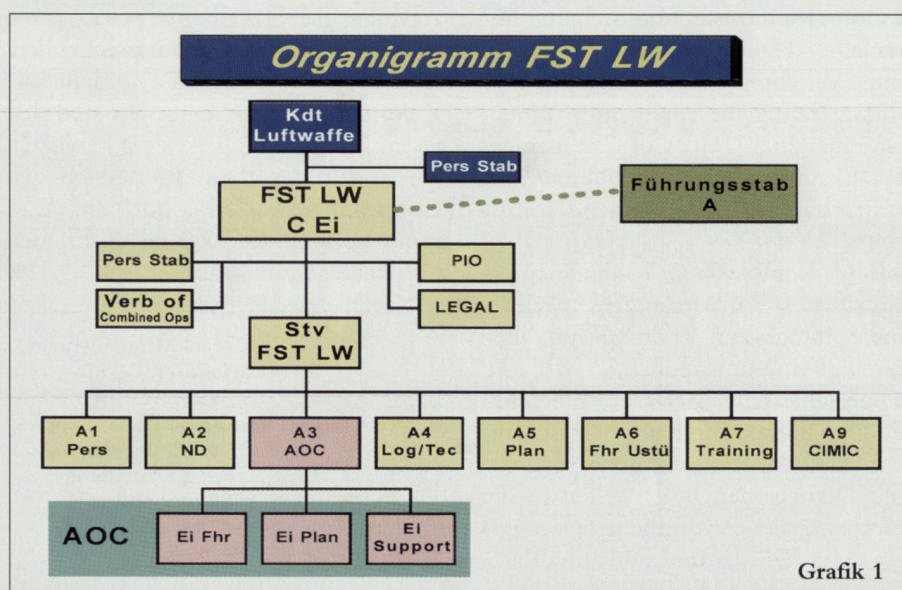 Organigramm FST LW
Kdt
Luftwaffe
Pers Stab
FST LW
C Ei
Führungsstab
A
Pers Stab
PIO
Verb of
Combined Ops
LEGAL
Stv
FST LW
A1
Pers
A2
ND
A3
AOC
A4
Log/Tec
A5
Plan
A6
Fhr Ustü
A7
Training
A9
CIMIC
AOC
Ei Fhr
Ei Plan
Ei
Support
Grafik 1